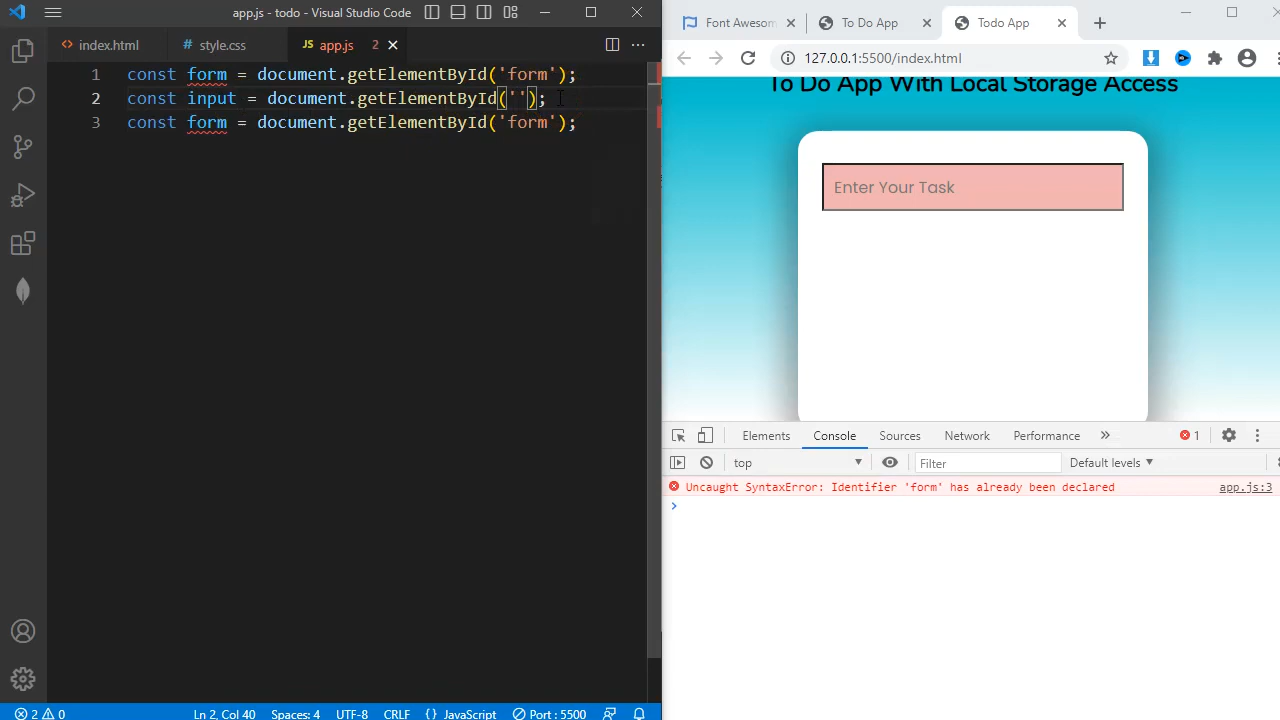 app.js - todo - Visual Studio Code
index.html
style.css
JS app.js 2
1 const form = document.getElementById('form');
2 const input = document.getElementById('');
3 const form = document.getElementById('form');
2 0
Ln 2, Col 40
Spaces: 4
UTF-8
CRLF
{} JavaScript
Port : 5500
Font Awesom
To Do App
Todo App
127.0.0.1:5500/index.html
To Do App With Local Storage Access
Enter Your Task
Elements
Console
Sources
Network
Performance
1
top
Filter
Default levels
Uncaught SyntaxError: Identifier 'form' has already been declared
app.js:3